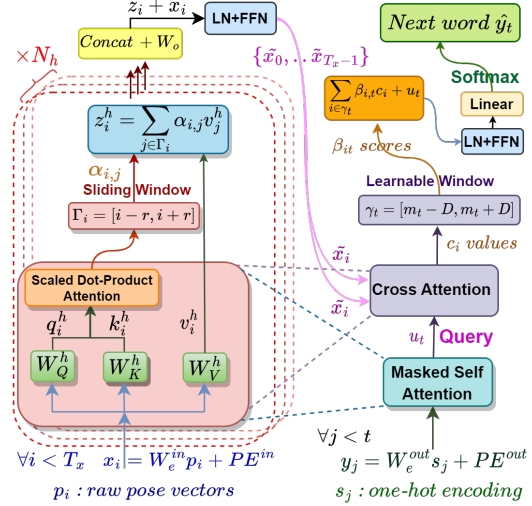 z_i + x_i
LN+FFN
Concat + W_o
×N_h
{x̃_0, . . x̃_{T_x−1}}
z_i^h = ∑_{j∈Γ_i} α_{i,j} v_j^h
α_{i,j}
Sliding Window
Γ_i = [i − r, i + r]
Scaled Dot-Product
Attention
q_i^h k_i^h v_i^h
W_Q^h W_K^h W_V^h
∀i < T_x x_i = W_e^{in} p_i + PE^{in}
p_i : raw pose vectors
Next word ŷ_t
Softmax
Linear
LN+FFN
∑_{i∈γ_t} β_{i,t} c_i + u_t
β_{it} scores
Learnable Window
γ_t = [m_t − D, m_t + D]
c_i values
x̃_i
Cross Attention
x̃_i
u_t Query
Masked Self
Attention
∀j < t
y_j = W_e^{out} s_j + PE^{out}
s_j : one-hot encoding